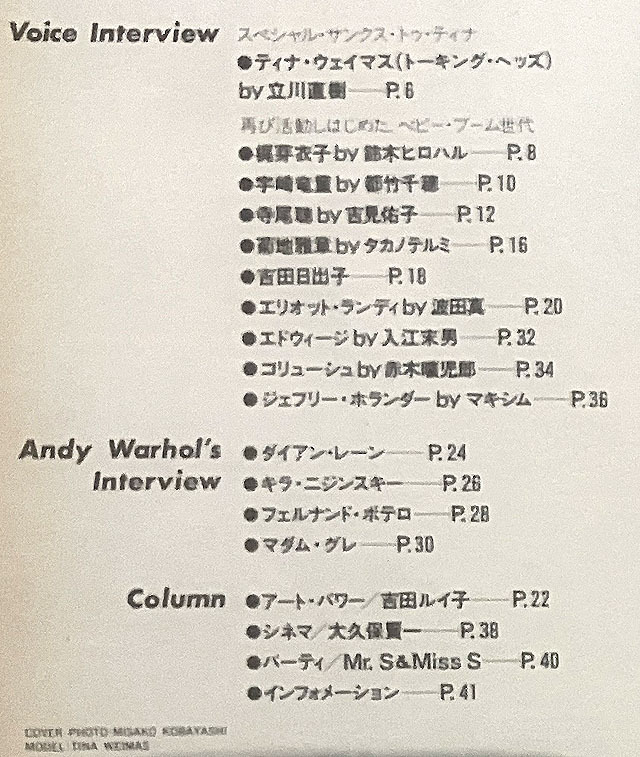 Voice Interview
スペシャル・サンクス・トゥ・ティナ
●ティナ・ウェイマス(トーキング・ヘッズ)
by 立川直樹──P.6
再び活動しはじめた、ベビー・ブーム世代
●梶芽衣子 by 鈴木ヒロハル──P.8
●宇崎竜童 by 都竹千穂──P.10
●寺尾聰 by 吉見佑子──P.12
●菊地雅章 by タカノテルミ──P.16
●吉田日出子──P.18
●エリオット・ランディ by 渡田真──P.20
●エドウィージ by 入江末男──P.32
●コリューシュ by 赤木曠児郎──P.34
●ジェフリー・ホランダー by マキシム──P.36
Andy Warhol's
Interview
●ダイアン・レーン──P.24
●キラ・ニジンスキー──P.26
●フェルナンド・ボテロ──P.28
●マダム・グレ──P.30
Column
●アート・パワー/吉田ルイ子──P.22
●シネマ/大久保賢一──P.38
●パーティ/Mr. S&Miss S──P.40
●インフォメーション──P.41
COVER PHOTO MISAKO KOBAYASHI
MODEL TINA WEIMAS